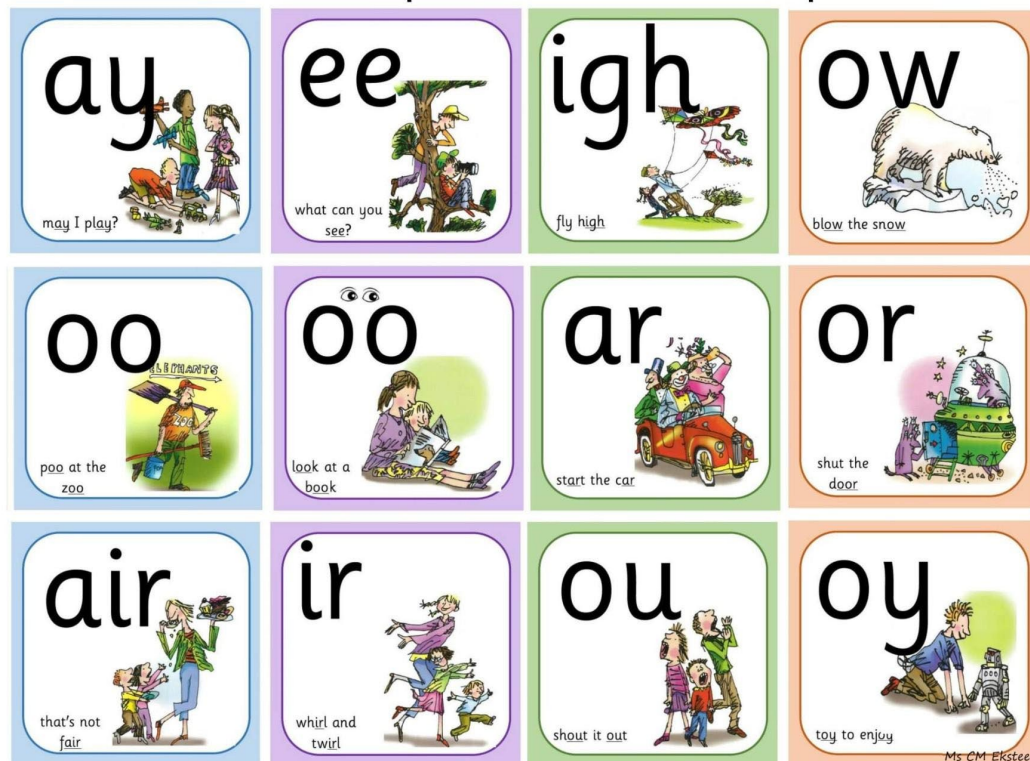 ay
may I play?
ee
what can you
see?
igh
fly high
ow
blow the snow
oo
ELEPHANTS
ZOO
poo at the
zoo
oo
look at a
book
ar
start the car
or
shut the
door
air
that's not
fair
ir
whirl and
twirl
ou
shout it out
oy
toy to enjoy
Ms CM Ekstee